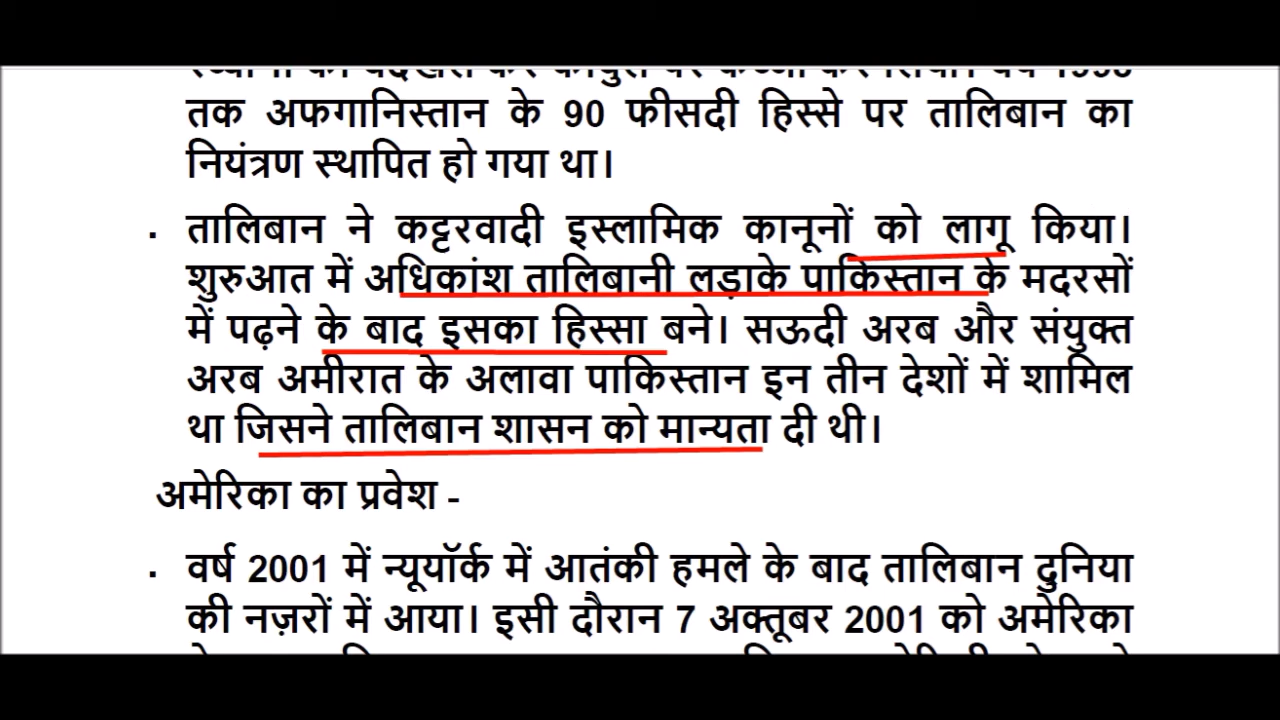 तक अफगानिस्तान के 90 फीसदी हिस्से पर तालिबान का
नियंत्रण स्थापित हो गया था।
· तालिबान ने कट्टरवादी इस्लामिक कानूनों को लागू किया।
शुरुआत में अधिकांश तालिबानी लड़ाके पाकिस्तान के मदरसों
में पढ़ने के बाद इसका हिस्सा बने। सऊदी अरब और संयुक्त
अरब अमीरात के अलावा पाकिस्तान इन तीन देशों में शामिल
था जिसने तालिबान शासन को मान्यता दी थी।
अमेरिका का प्रवेश -
· वर्ष 2001 में न्यूयॉर्क में आतंकी हमले के बाद तालिबान दुनिया
की नज़रों में आया। इसी दौरान 7 अक्तूबर 2001 को अमेरिका